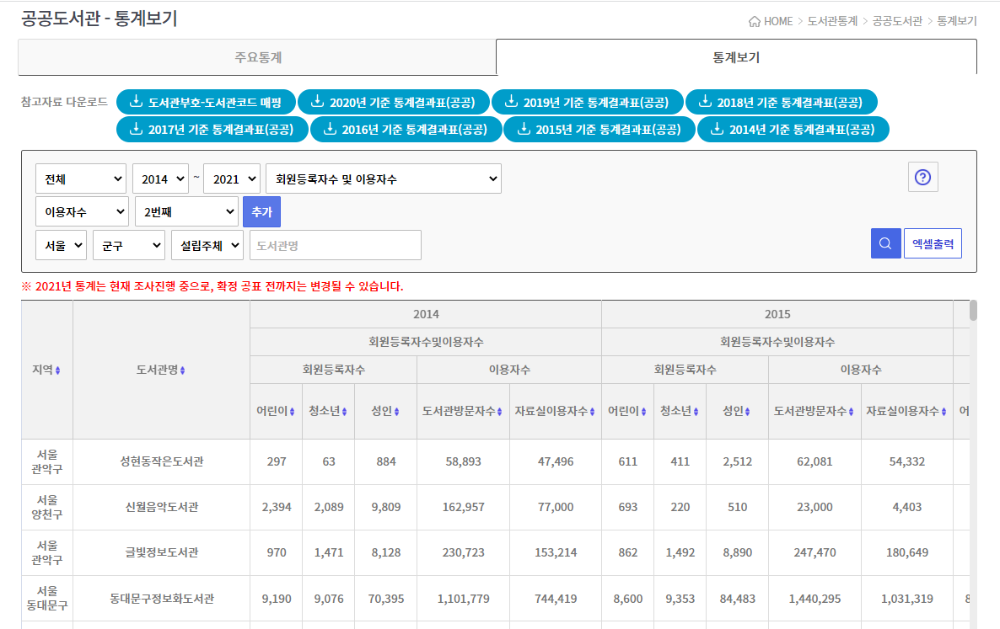 공공도서관 - 통계보기
HOME > 도서관통계 > 공공도서관 > 통계보기
주요통계 통계보기
참고자료 다운로드 도서관부호-도서관코드 매핑 2020년 기준 통계결과표(공공) 2019년 기준 통계결과표(공공) 2018년 기준 통계결과표(공공)
2017년 기준 통계결과표(공공) 2016년 기준 통계결과표(공공) 2015년 기준 통계결과표(공공) 2014년 기준 통계결과표(공공)
전체 2014 ~ 2021 회원등록자수 및 이용자수 ?
이용자수 2번째 추가
서울 군구 설립주체 도서관명 엑셀출력
※ 2021년 통계는 현재 조사진행 중으로, 확정 공표 전까지는 변경될 수 있습니다.
2014 2015
회원등록자수및이용자수 회원등록자수및이용자수
지역 도서관명 회원등록자수 이용자수 회원등록자수 이용자수
어린이 청소년 성인 도서관방문자수 자료실이용자수 어린이 청소년 성인 도서관방문자수 자료실이용자수 어
서울
관악구 성현동작은도서관 297 63 884 58,893 47,496 611 411 2,512 62,081 54,332
서울
양천구 신월음악도서관 2,394 2,089 9,809 162,957 77,000 693 220 510 23,000 4,403
서울
관악구 글빛정보도서관 970 1,471 8,128 230,723 153,214 862 1,492 8,890 247,470 180,649
서울
동대문구 동대문구정보화도서관 9,190 9,076 70,395 1,101,779 744,419 8,600 9,353 84,483 1,440,295 1,031,319 8